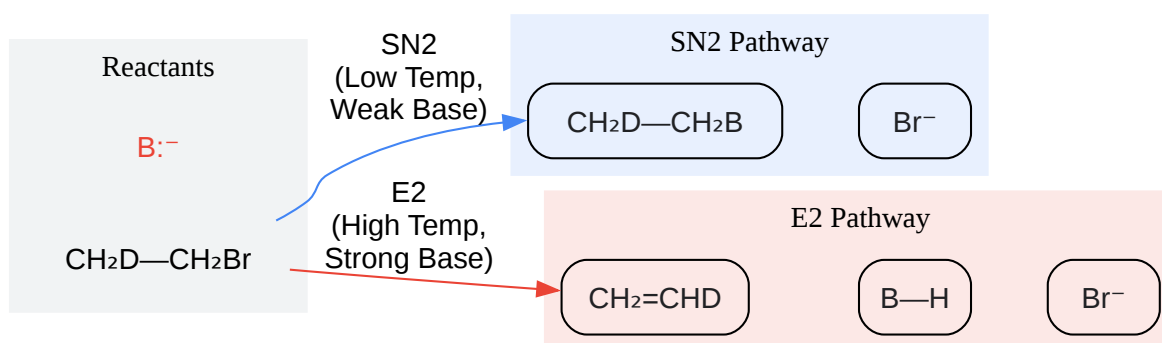 Reactants
B:⁻
CH₂D—CH₂Br
SN2
(Low Temp,
Weak Base)
E2
(High Temp,
Strong Base)
SN2 Pathway
CH₂D—CH₂B
Br⁻
E2 Pathway
CH₂=CHD
B—H
Br⁻